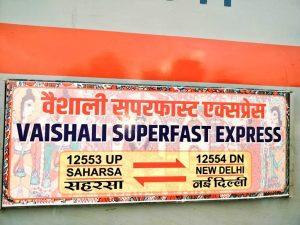 वैशाली सुपरफास्ट एक्सप्रेस
VAISHALI SUPERFAST EXPRESS
12553 UP 12554 DN
SAHARSA NEW DELHI
सहरसा नई दिल्ली